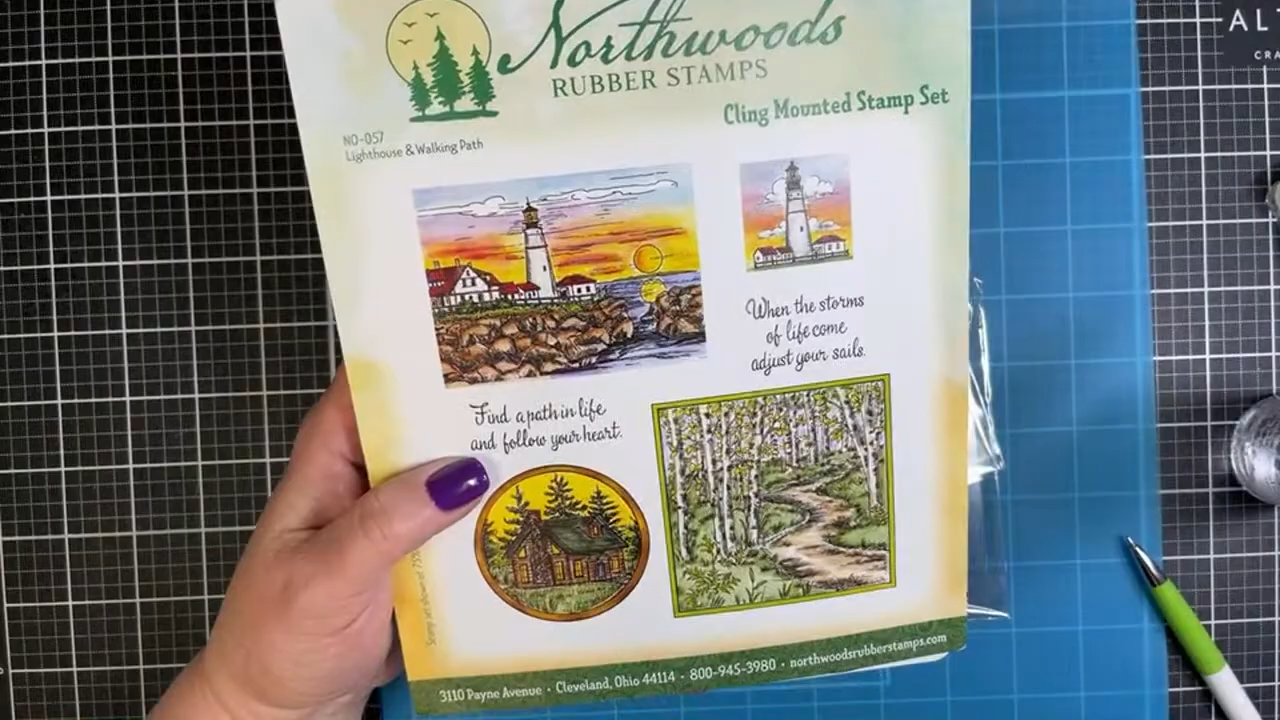 Northwoods
RUBBER STAMPS
Cling Mounted Stamp Set
NO-057
Lighthouse & Walking Path
When the storms
of life come
adjust your sails.
Find a path in life
and follow your heart.
3110 Payne Avenue • Cleveland, Ohio 44114 • 800-945-3980 • northwoodsrubberstamps.com